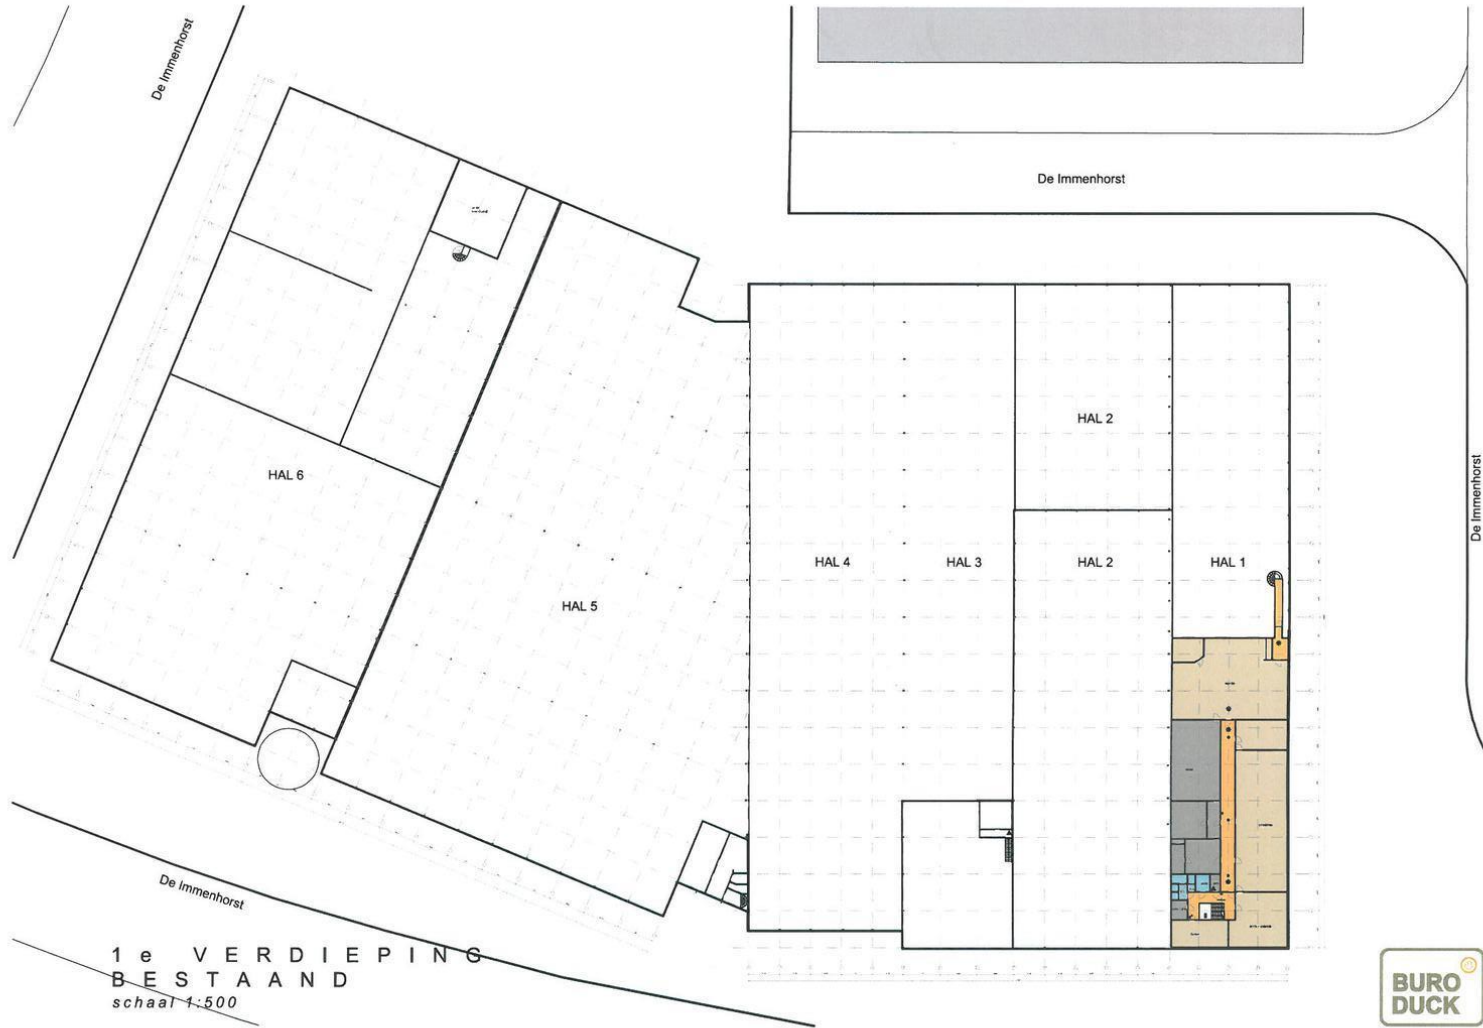 De Immenhorst
De Immenhorst
HAL 2
HAL 6
De Immenhorst
HAL 4
HAL 3
HAL 2
HAL 1
HAL 5
De Immenhorst
1e VERDIEPING
BESTAAND
schaal 1:500
BURO
DUCK